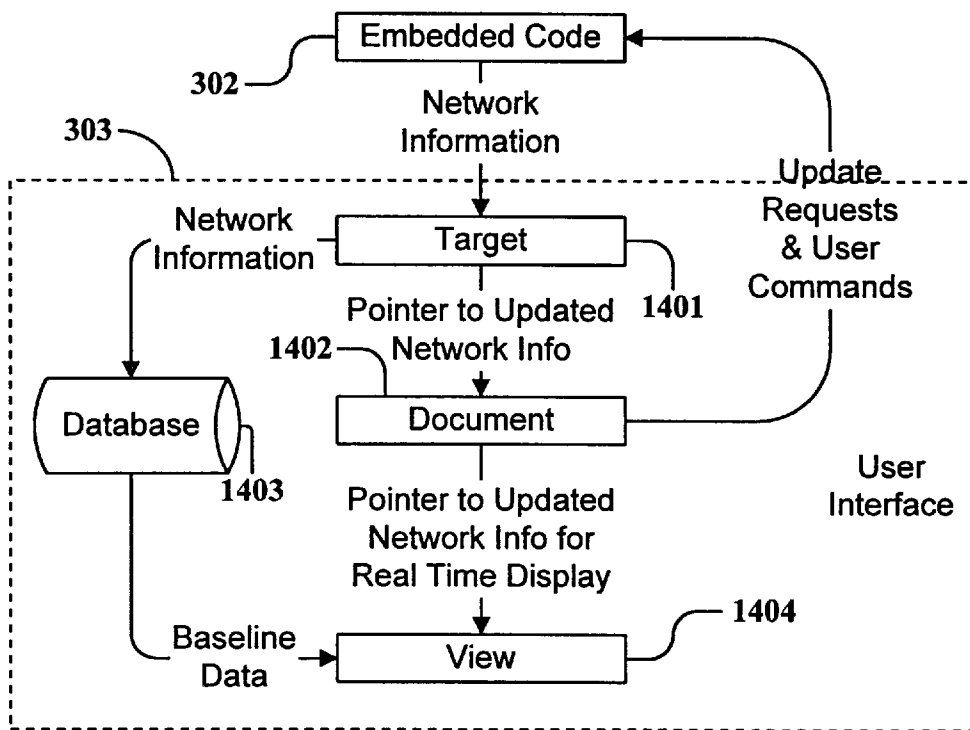 Embedded Code
302
Network
Information
303
Update
Requests
& User
Commands
Network
Information
Target
1401
Pointer to Updated
Network Info
1402
Document
Database
1403
User
Interface
Pointer to Updated
Network Info for
Real Time Display
1404
Baseline
Data
View